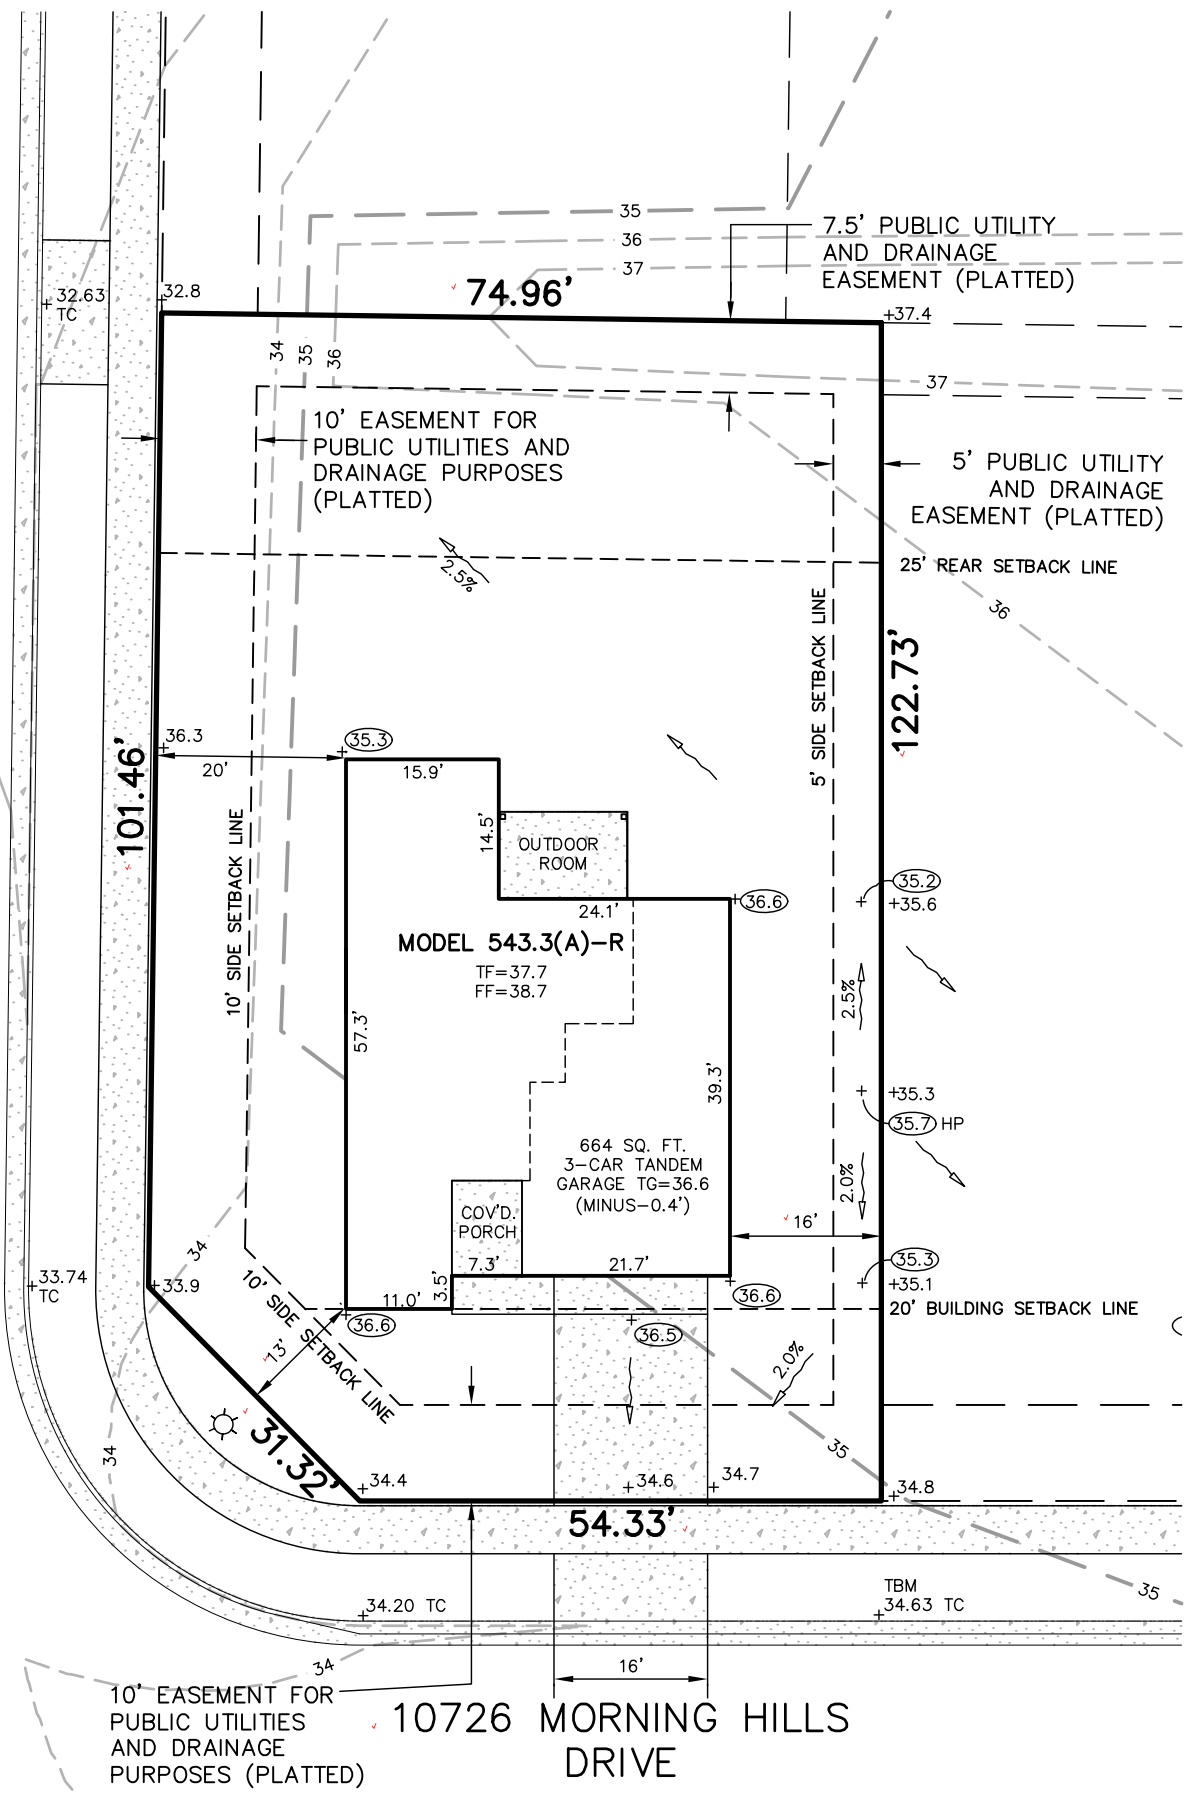 35
36
37
7.5' PUBLIC UTILITY
AND DRAINAGE
EASEMENT (PLATTED)
32.63
TC
32.8
74.96'
37.4
34
35
36
37
10' EASEMENT FOR
PUBLIC UTILITIES AND
DRAINAGE PURPOSES
(PLATTED)
5' PUBLIC UTILITY
AND DRAINAGE
EASEMENT (PLATTED)
2.5%
25' REAR SETBACK LINE
36
5' SIDE SETBACK LINE
122.73'
36.3
35.3
20'
15.9'
101.46'
10' SIDE SETBACK LINE
14.5'
OUTDOOR
ROOM
35.2
35.6
36.6
24.1'
MODEL 543.3(A)-R
TF=37.7
FF=38.7
2.5%
57.3'
39.3'
35.3
35.7 HP
664 SQ. FT.
3-CAR TANDEM
GARAGE TG=36.6
(MINUS-0.4')
2.0%
COV'D.
PORCH
16'
34
7.3'
21.7'
35.3
35.1
33.74
TC
33.9
10' SIDE SETBACK LINE
11.0'
3.5'
36.6
36.6
20' BUILDING SETBACK LINE
36.5
13'
2.0%
31.32'
34
35
34.4
34.6
34.7
34.8
54.33'
34.20 TC
TBM
34.63 TC
35
34
16'
10' EASEMENT FOR
PUBLIC UTILITIES
AND DRAINAGE
PURPOSES (PLATTED)
10726 MORNING HILLS
DRIVE